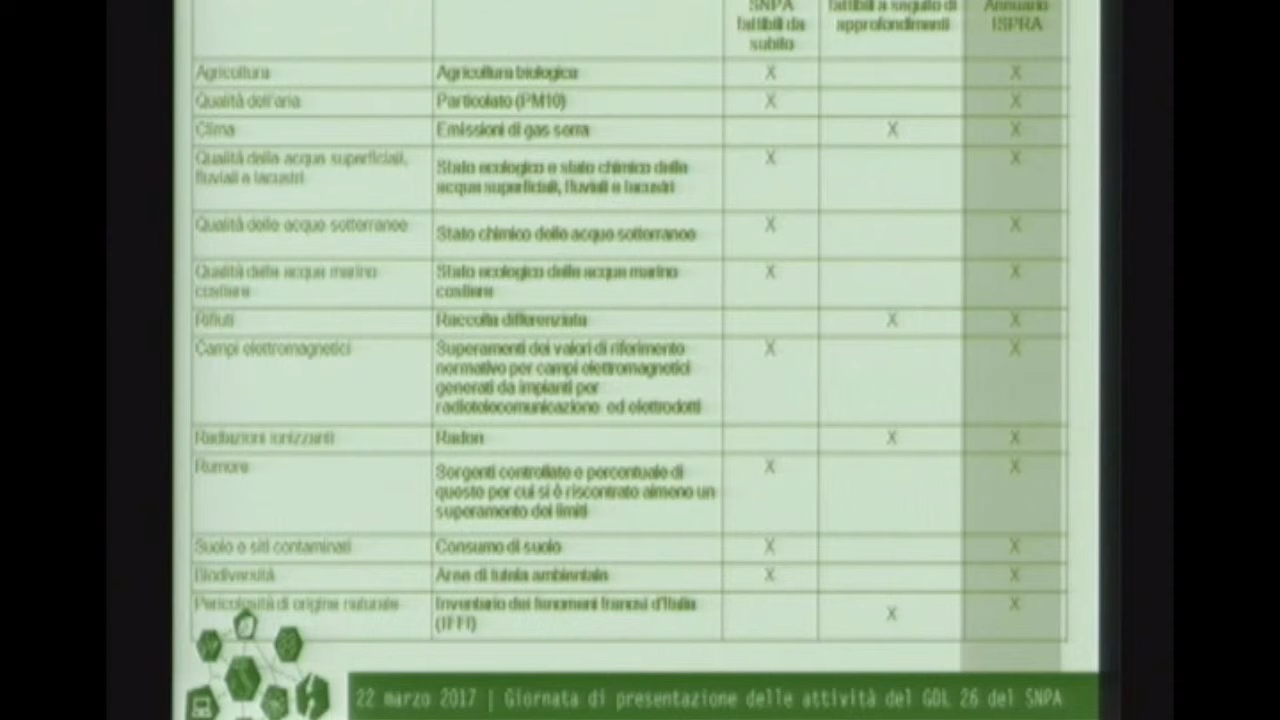 SNPA fattibili a seguito di Annuario
fattibili da approfondimenti ISPRA
subito
Agricoltura Agricoltura biologica X X
Qualità dell'aria Particolato (PM10) X X
Clima Emissioni di gas serra X X
Qualità delle acque superficiali, X X
fluviali e lacustri Stato ecologico e stato chimico delle
acque superficiali, fluviali e lacustri
Qualità delle acque sotterranee Stato chimico delle acque sotterranee X X
Qualità delle acque marino Stato ecologico delle acque marino X X
costiere costiere
Rifiuti Raccolta differenziata X X
Campi elettromagnetici Superamenti dei valori di riferimento X X
normativo per campi elettromagnetici
generati da impianti per
radiotelecomunicazione ed elettrodotti
Radiazioni ionizzanti Radon X X
Rumore Sorgenti controllate e percentuale di X X
queste per cui si è riscontrato almeno un
superamento dei limiti
Suolo e siti contaminati Consumo di suolo X X
Biodiversità Aree di tutela ambientale X X
Pericolosità di origine naturale Inventario dei fenomeni franosi d'Italia X X
(IFFI)
22 marzo 2017 | Giornata di presentazione delle attività del GDL 26 del SNPA